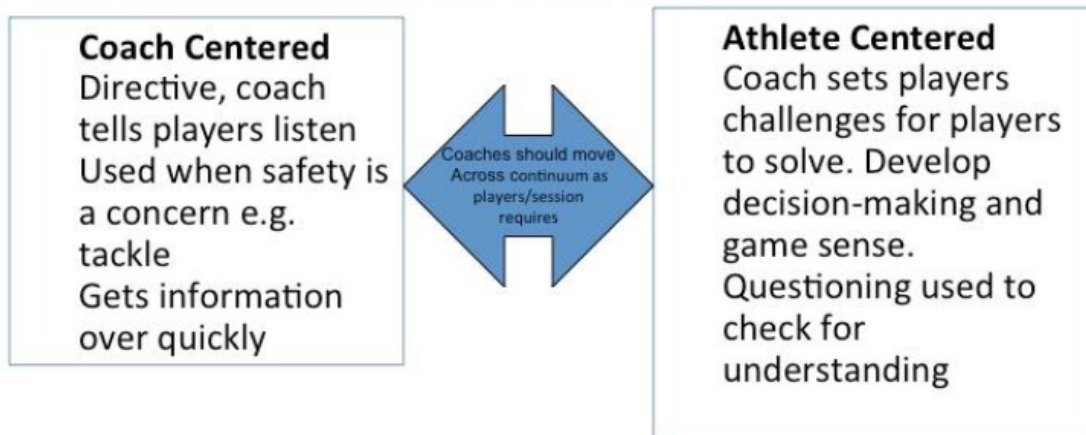 Coach Centered
Directive, coach
tells players listen
Used when safety is
a concern e.g.
tackle
Gets information
over quickly
Coaches should move
Across continuum as
players/session
requires
Athlete Centered
Coach sets players
challenges for players
to solve. Develop
decision-making and
game sense.
Questioning used to
check for
understanding